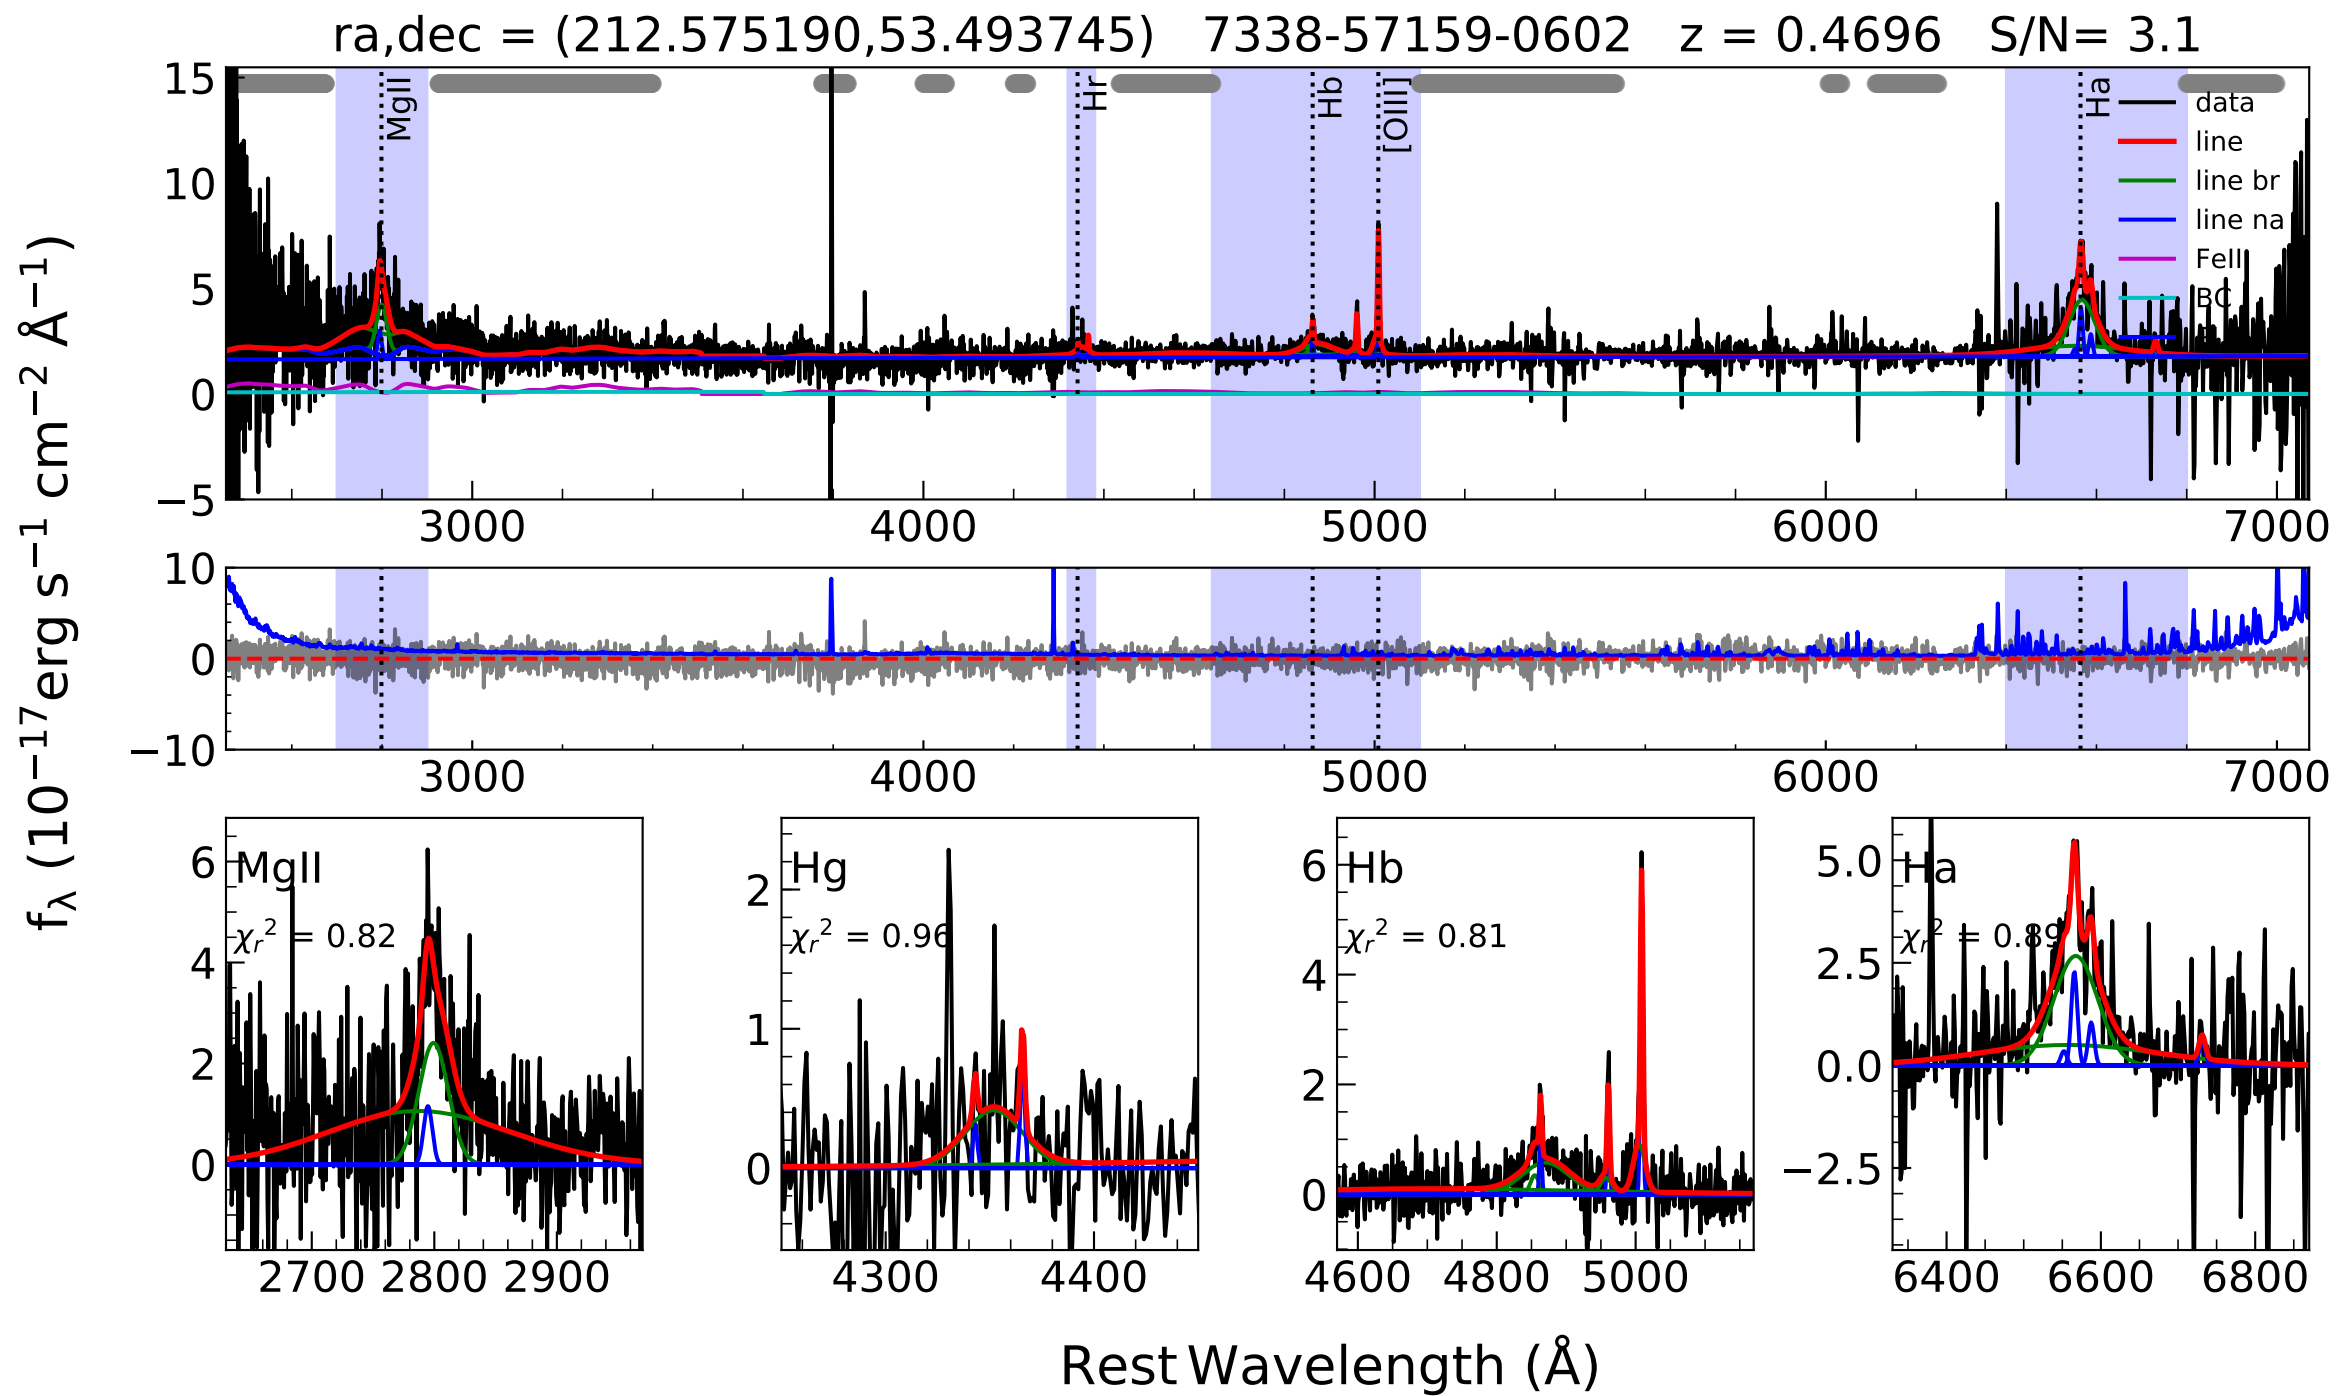 ra,dec = (212.575190,53.493745) 7338-57159-0602 z = 0.4696 S/N= 3.1
f_λ (10^−17 erg s^−1 cm^−2 Å^−1)
15
10
5
0
−5
MgII
Hr
Hb
[OIII]
Ha
data
line
line br
line na
FeII
BC
3000 4000 5000 6000 7000
10
0
−10
3000 4000 5000 6000 7000
MgII
χ_r^2 = 0.82
6
4
2
0
2700 2800 2900
Hg
χ_r^2 = 0.96
2
1
0
4300 4400
Hb
χ_r^2 = 0.81
6
4
2
0
4600 4800 5000
Ha
χ_r^2 = 0.89
5.0
2.5
0.0
−2.5
6400 6600 6800
Rest Wavelength (Å)